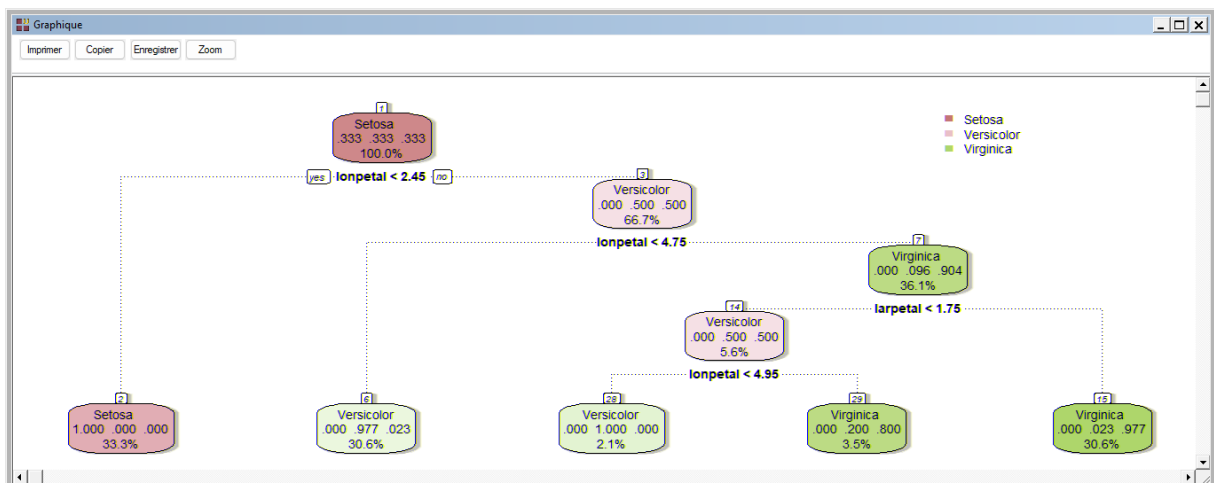 Graphique
Imprimer Copier Enregistrer Zoom
1
Setosa
.333 .333 .333
100.0%
Setosa
Versicolor
Virginica
yes lonpetal < 2.45 no
3
Versicolor
.000 .500 .500
66.7%
lonpetal < 4.75
7
Virginica
.000 .096 .904
36.1%
larpetal < 1.75
14
Versicolor
.000 .500 .500
5.6%
lonpetal < 4.95
2
Setosa
1.000 .000 .000
33.3%
6
Versicolor
.000 .977 .023
30.6%
28
Versicolor
.000 1.000 .000
2.1%
29
Virginica
.000 .200 .800
3.5%
15
Virginica
.000 .023 .977
30.6%